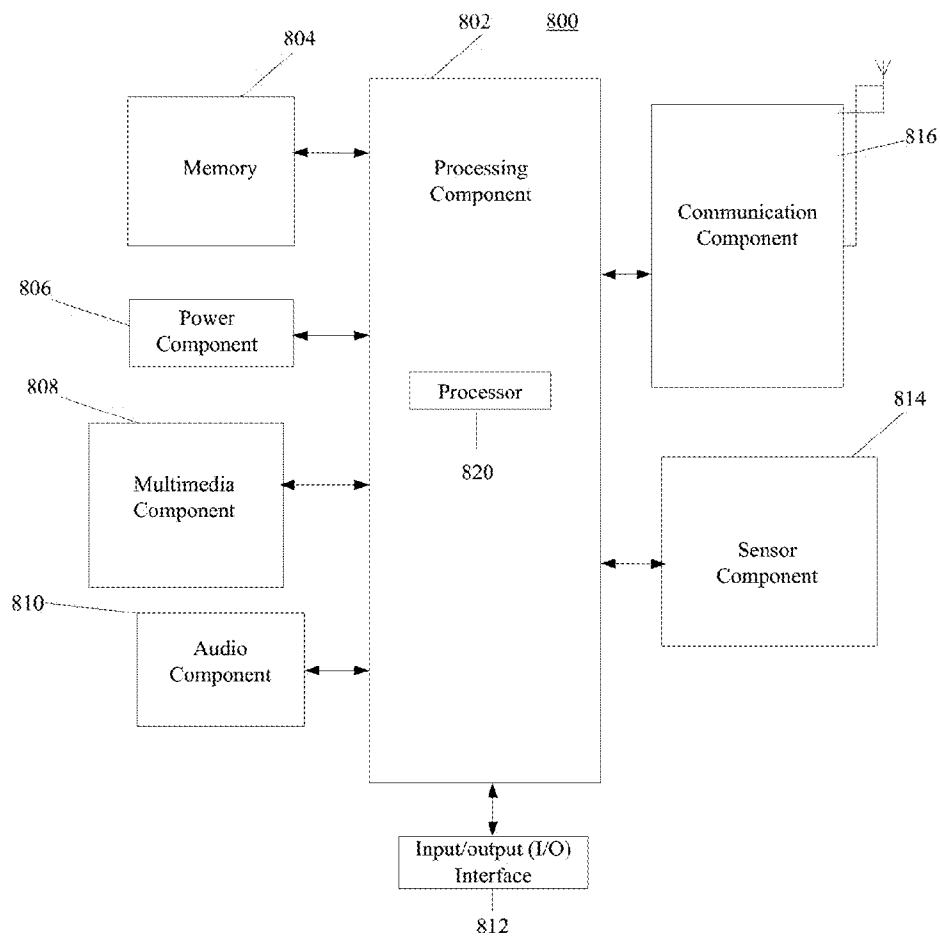 802
800
804
Memory
Processing
Component
816
Communication
Component
806
Power
Component
Processor
820
808
Multimedia
Component
814
Sensor
Component
810
Audio
Component
Input/output (I/O)
Interface
812